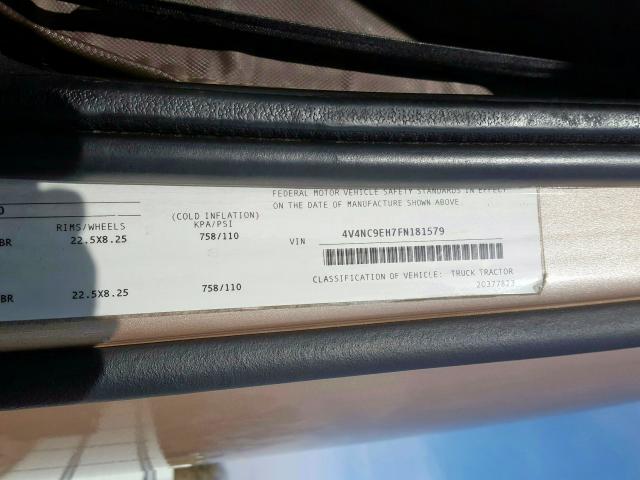 FEDERAL MOTOR VEHICLE SAFETY STANDARDS IN EFFECT
ON THE DATE OF MANUFACTURE SHOWN ABOVE.
(COLD INFLATION)
RIMS/WHEELS KPA/PSI
BR 22.5X8.25 758/110
VIN 4V4NC9EH7FN181579
BR 22.5X8.25 758/110
CLASSIFICATION OF VEHICLE: TRUCK TRACTOR
20377823